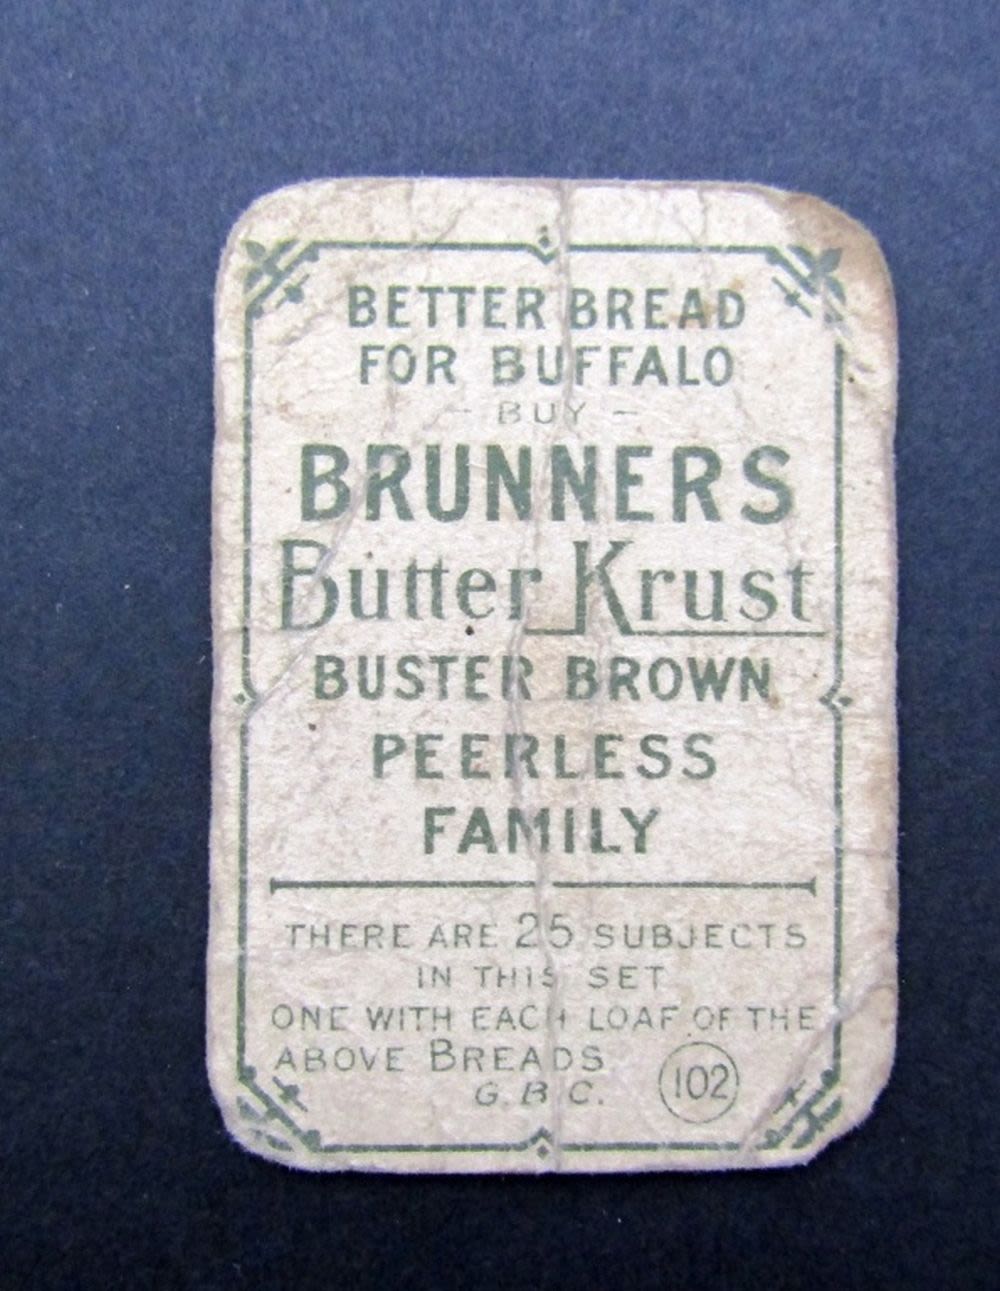 BETTER BREAD
FOR BUFFALO
- BUY -
BRUNNERS
Butter Krust
BUSTER BROWN
PEERLESS
FAMILY
THERE ARE 25 SUBJECTS
IN THIS SET
ONE WITH EACH LOAF OF THE
ABOVE BREADS
G. B. C. 102